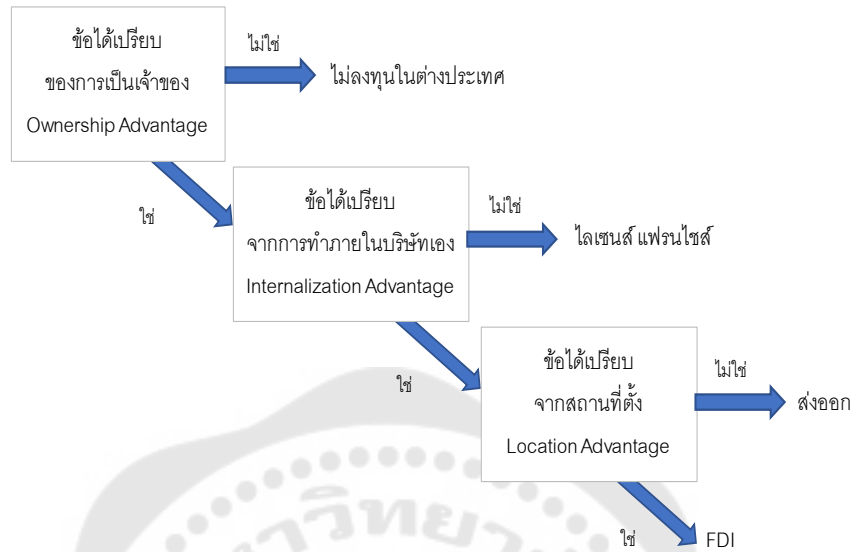 ข้อได้เปรียบ
ของการเป็นเจ้าของ
Ownership Advantage
ไม่ใช่
ไม่ลงทุนในต่างประเทศ
ใช่
ข้อได้เปรียบ
จากการทำภายในบริษัทเอง
Internalization Advantage
ไม่ใช่
ไลเซนส์ แฟรนไชส์
ใช่
ข้อได้เปรียบ
จากสถานที่ตั้ง
Location Advantage
ไม่ใช่
ส่งออก
ใช่
FDI